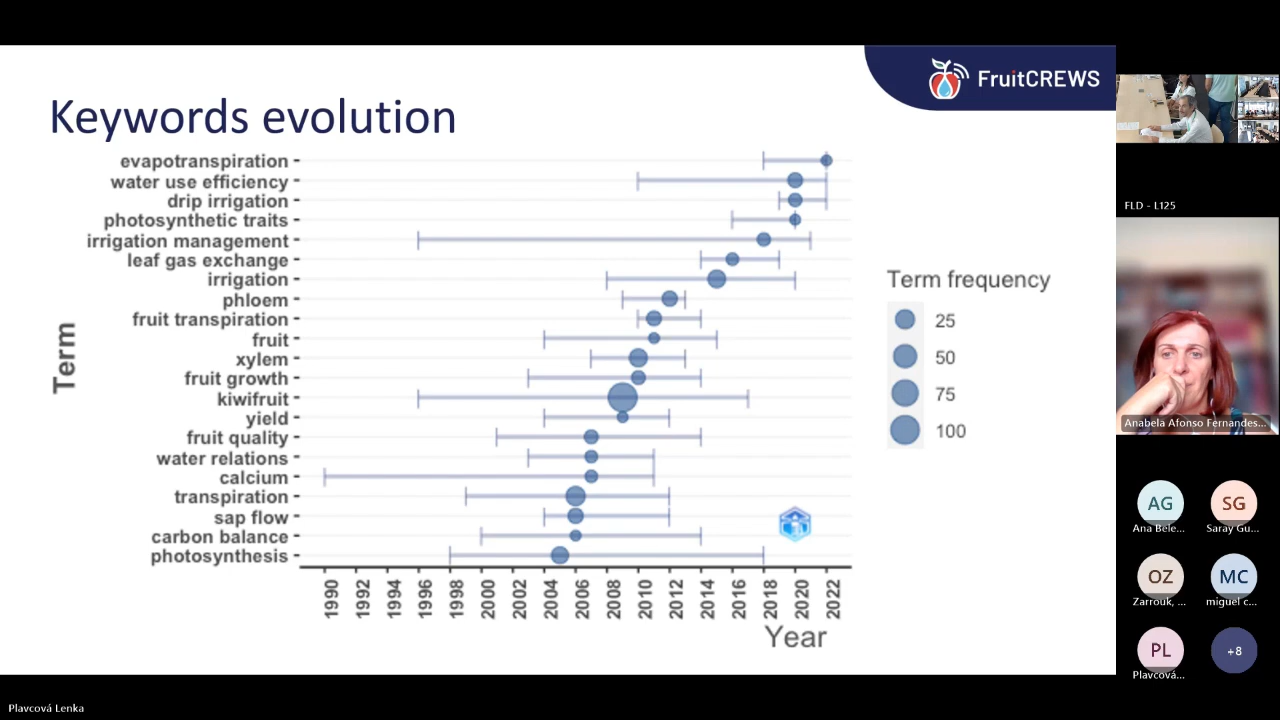 FruitCREWS
Keywords evolution
evapotranspiration
water use efficiency
drip irrigation
photosynthetic traits
irrigation management
leaf gas exchange
irrigation
phloem
fruit transpiration
fruit
xylem
fruit growth
kiwifruit
yield
fruit quality
water relations
calcium
transpiration
sap flow
carbon balance
photosynthesis
Term
1990 1992 1994 1996 1998 2000 2002 2004 2006 2008 2010 2012 2014 2016 2018 2020 2022
Year
Term frequency
25
50
75
100
FLD - L125
Anabela Afonso Fernandes...
AG SG
Ana Bele... Saray Gu...
OZ MC
Zarrouk, ... miguel c...
PL +8
Plavcová...
Plavcová Lenka